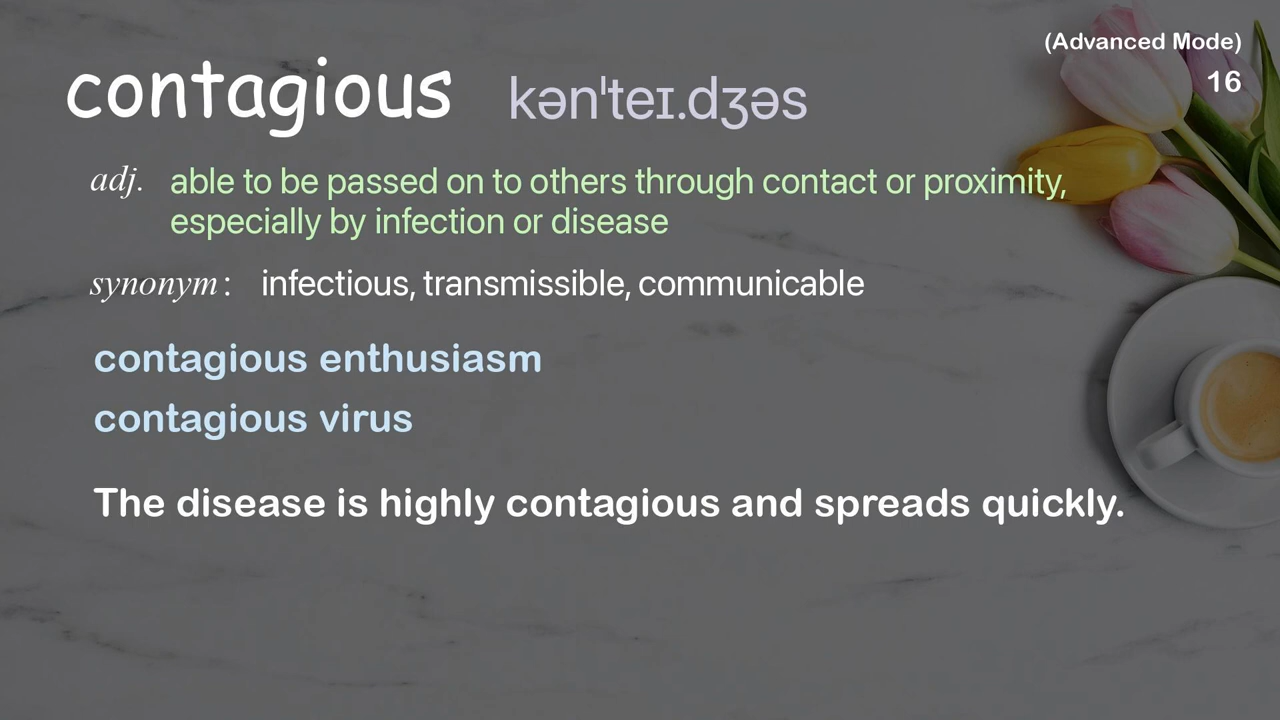 (Advanced Mode)
16
contagious kən'teɪ.dʒəs
adj. able to be passed on to others through contact or proximity,
especially by infection or disease
synonym: infectious, transmissible, communicable
contagious enthusiasm
contagious virus
The disease is highly contagious and spreads quickly.